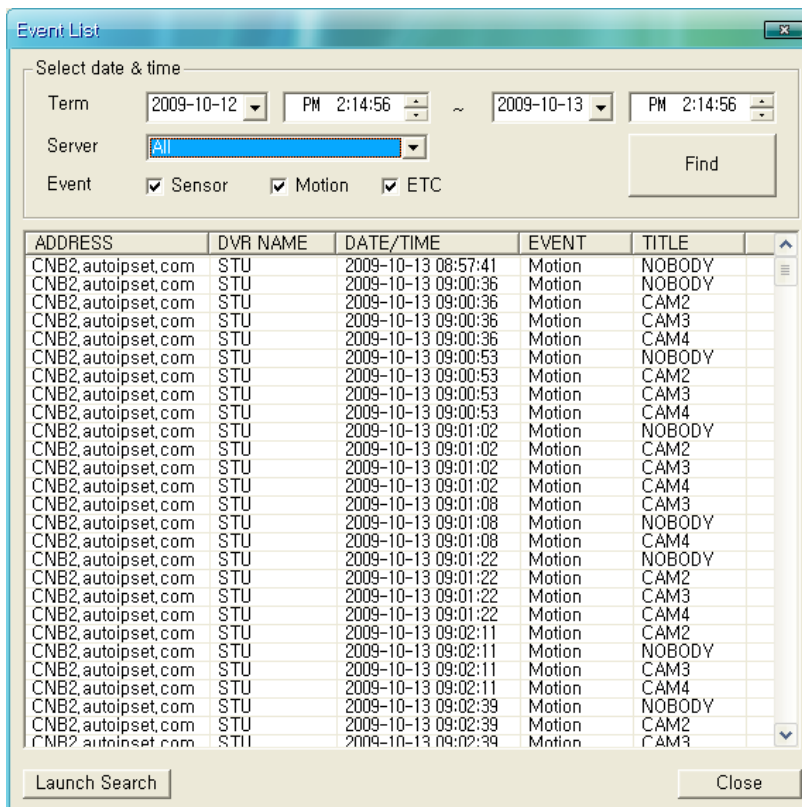 Event List
Select date & time
Term 2009-10-12 PM 2:14:56 ~ 2009-10-13 PM 2:14:56
Server All
Find
Event Sensor Motion ETC
ADDRESS DVR NAME DATE/TIME EVENT TITLE
CNB2.autoipset.com STU 2009-10-13 08:57:41 Motion NOBODY
CNB2.autoipset.com STU 2009-10-13 09:00:36 Motion NOBODY
CNB2.autoipset.com STU 2009-10-13 09:00:36 Motion CAM2
CNB2.autoipset.com STU 2009-10-13 09:00:36 Motion CAM3
CNB2.autoipset.com STU 2009-10-13 09:00:36 Motion CAM4
CNB2.autoipset.com STU 2009-10-13 09:00:53 Motion NOBODY
CNB2.autoipset.com STU 2009-10-13 09:00:53 Motion CAM2
CNB2.autoipset.com STU 2009-10-13 09:00:53 Motion CAM3
CNB2.autoipset.com STU 2009-10-13 09:00:53 Motion CAM4
CNB2.autoipset.com STU 2009-10-13 09:01:02 Motion NOBODY
CNB2.autoipset.com STU 2009-10-13 09:01:02 Motion CAM2
CNB2.autoipset.com STU 2009-10-13 09:01:02 Motion CAM3
CNB2.autoipset.com STU 2009-10-13 09:01:02 Motion CAM4
CNB2.autoipset.com STU 2009-10-13 09:01:08 Motion CAM3
CNB2.autoipset.com STU 2009-10-13 09:01:08 Motion NOBODY
CNB2.autoipset.com STU 2009-10-13 09:01:08 Motion CAM4
CNB2.autoipset.com STU 2009-10-13 09:01:22 Motion NOBODY
CNB2.autoipset.com STU 2009-10-13 09:01:22 Motion CAM2
CNB2.autoipset.com STU 2009-10-13 09:01:22 Motion CAM3
CNB2.autoipset.com STU 2009-10-13 09:01:22 Motion CAM4
CNB2.autoipset.com STU 2009-10-13 09:02:11 Motion CAM2
CNB2.autoipset.com STU 2009-10-13 09:02:11 Motion NOBODY
CNB2.autoipset.com STU 2009-10-13 09:02:11 Motion CAM3
CNB2.autoipset.com STU 2009-10-13 09:02:11 Motion CAM4
CNB2.autoipset.com STU 2009-10-13 09:02:39 Motion NOBODY
CNB2.autoipset.com STU 2009-10-13 09:02:39 Motion CAM2
CNB2.autoipset.com STU 2009-10-13 09:02:39 Motion CAM3
Launch Search Close